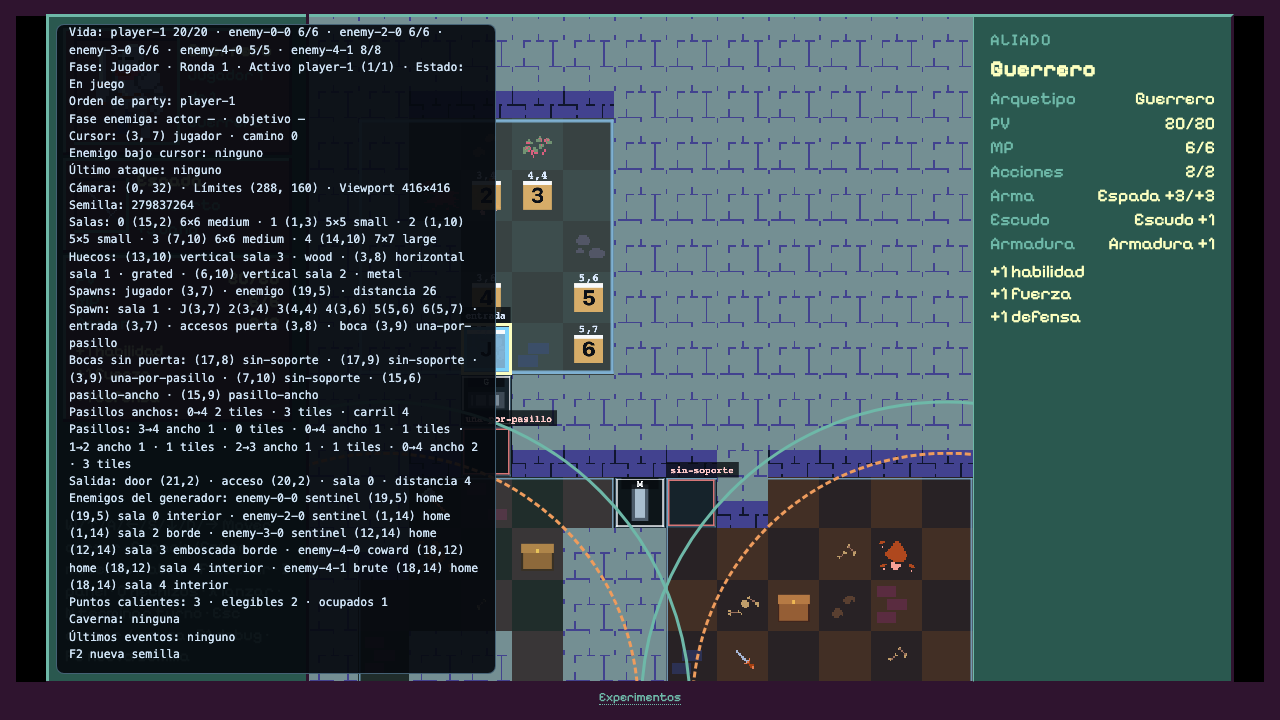 Vida: player-1 20/20 · enemy-0-0 6/6 · enemy-2-0 6/6 ·
enemy-3-0 6/6 · enemy-4-0 5/5 · enemy-4-1 8/8
Fase: Jugador · Ronda 1 · Activo player-1 (1/1) · Estado:
En juego
Orden de party: player-1
Fase enemiga: actor — · objetivo —
Cursor: (3, 7) jugador · camino 0
Enemigo bajo cursor: ninguno
Último ataque: ninguno
Cámara: (0, 32) · Límites (288, 160) · Viewport 416×416
Semilla: 279837264
Salas: 0 (15,2) 6×6 medium · 1 (1,3) 5×5 small · 2 (1,10)
5×5 small · 3 (7,10) 6×6 medium · 4 (14,10) 7×7 large
Huecos: (13,10) vertical sala 3 · wood · (3,8) horizontal
sala 1 · grated · (6,10) vertical sala 2 · metal
Spawns: jugador (3,7) · enemigo (19,5) · distancia 26
Spawn: sala 1 · J(3,7) 2(3,4) 3(4,4) 4(3,6) 5(5,6) 6(5,7) ·
entrada (3,7) · accesos puerta (3,8) · boca (3,9) una-por-
pasillo
Bocas sin puerta: (17,8) sin-soporte · (17,9) sin-soporte ·
(3,9) una-por-pasillo · (7,10) sin-soporte · (15,6)
pasillo-ancho · (15,9) pasillo-ancho
Pasillos anchos: 0→4 2 tiles · 3 tiles · carril 4
Pasillos: 3→4 ancho 1 · 0 tiles · 0→4 ancho 1 · 1 tiles ·
1→2 ancho 1 · 1 tiles · 2→3 ancho 1 · 1 tiles · 0→4 ancho 2
· 3 tiles
Salida: door (21,2) · acceso (20,2) · sala 0 · distancia 4
Enemigos del generador: enemy-0-0 sentinel (19,5) home
(19,5) sala 0 interior · enemy-2-0 sentinel (1,14) home
(1,14) sala 2 borde · enemy-3-0 sentinel (12,14) home
(12,14) sala 3 emboscada borde · enemy-4-0 coward (18,12)
home (18,12) sala 4 interior · enemy-4-1 brute (18,14) home
(18,14) sala 4 interior
Puntos calientes: 3 · elegibles 2 · ocupados 1
Caverna: ninguna
Últimos eventos: ninguno
F2 nueva semilla
2
4,4
3
4
5,6
5
entrada
J
5,7
6
una-por-pasillo
sin-soporte
M
ALIADO
Guerrero
Arquetipo Guerrero
PV 20/20
MP 6/6
Acciones 2/2
Arma Espada +3/+3
Escudo Escudo +1
Armadura Armadura +1
+1 habilidad
+1 fuerza
+1 defensa
Experimentos